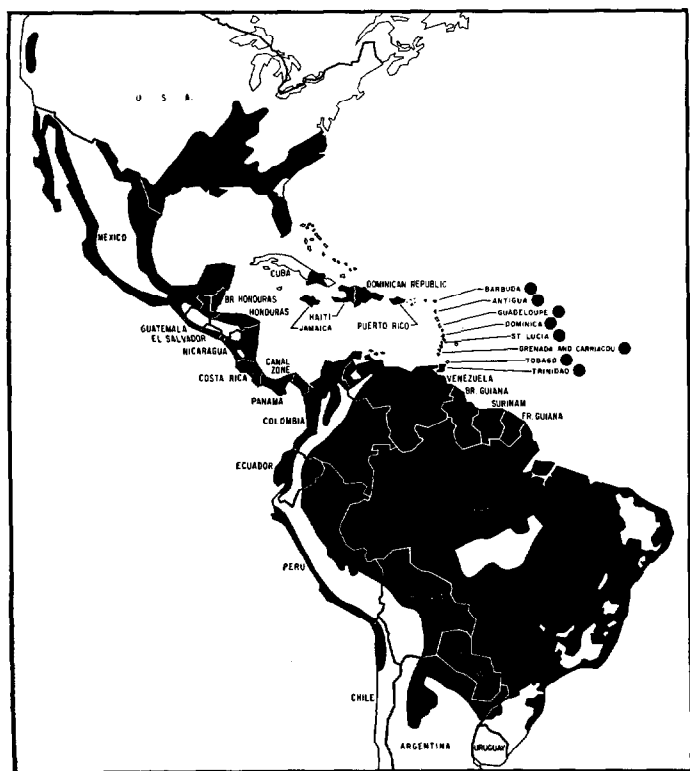 U. S. A.
MEXICO
CUBA
DOMINICAN REPUBLIC
BARBUDA
BR HONDURAS
ANTIGUA
HONDURAS
HAITI
GUADELOUPE
JAMAICA
PUERTO RICO
DOMINICA
GUATEMALA
ST LUCIA
EL SALVADOR
GRENADA AND CARRIACOU
NICARAGUA
CANAL
ZONE
TOBAGO
TRINIDAD
COSTA RICA
VENEZUELA
PANAMA
BR. GUIANA
SURINAM
COLOMBIA
FR. GUIANA
ECUADOR
PERU
CHILE
ARGENTINA
URUGUAY